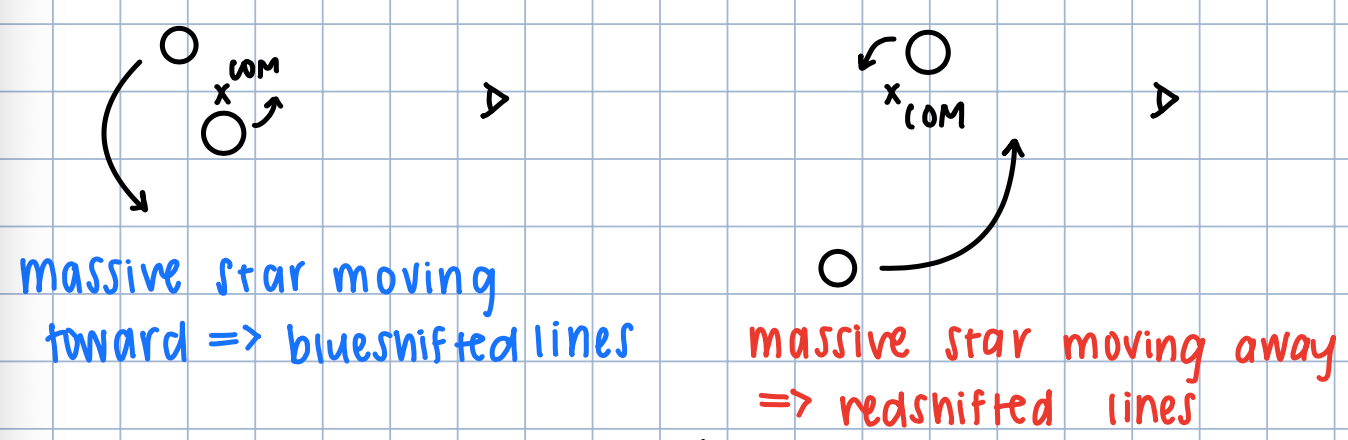 COM
x
x
COM
massive star moving
toward => blueshifted lines
massive star moving away
=> redshifted lines